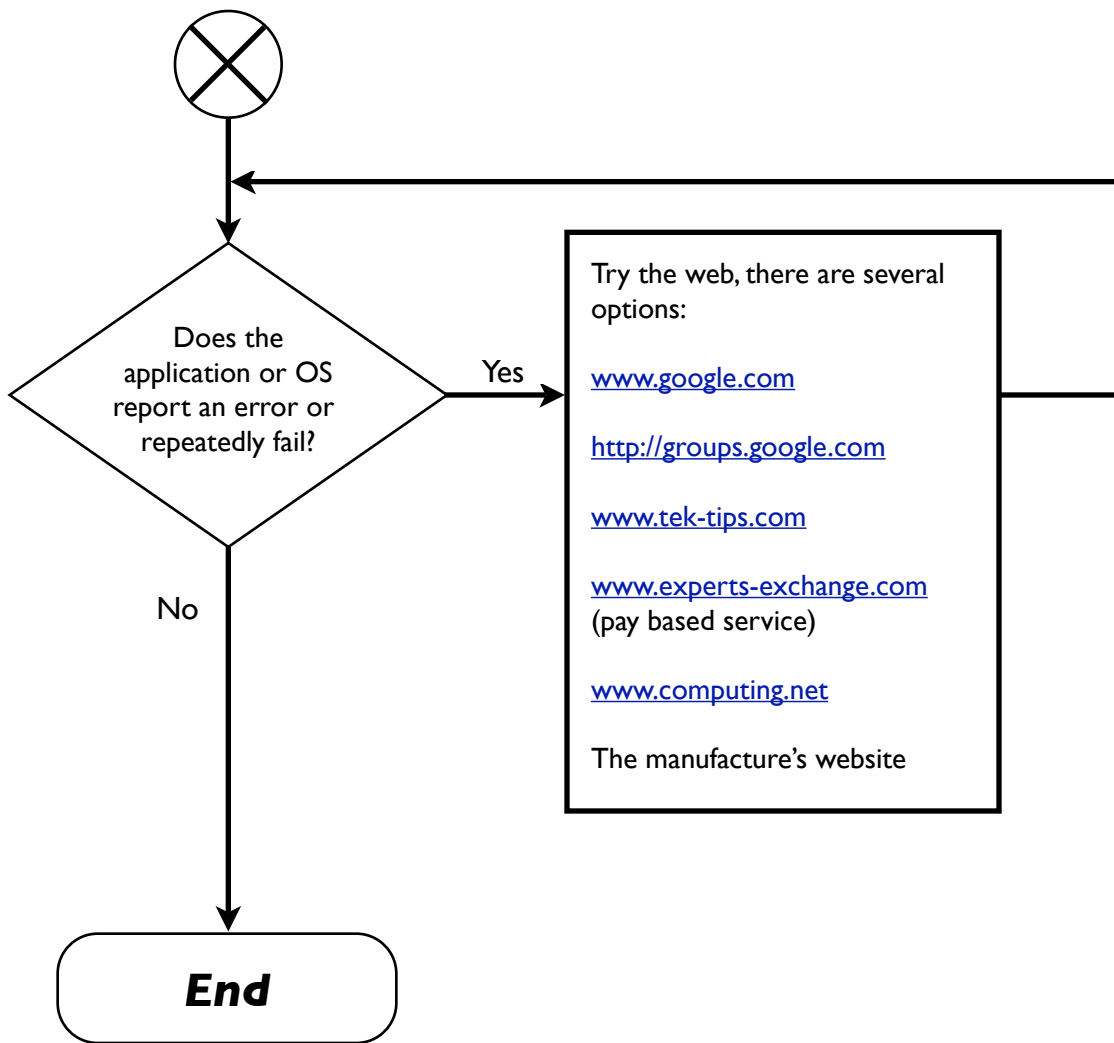 Does the
application or OS
report an error or
repeatedly fail?
Yes
No
Try the web, there are several
options:
www.google.com
http://groups.google.com
www.tek-tips.com
www.experts-exchange.com
(pay based service)
www.computing.net
The manufacture’s website
End